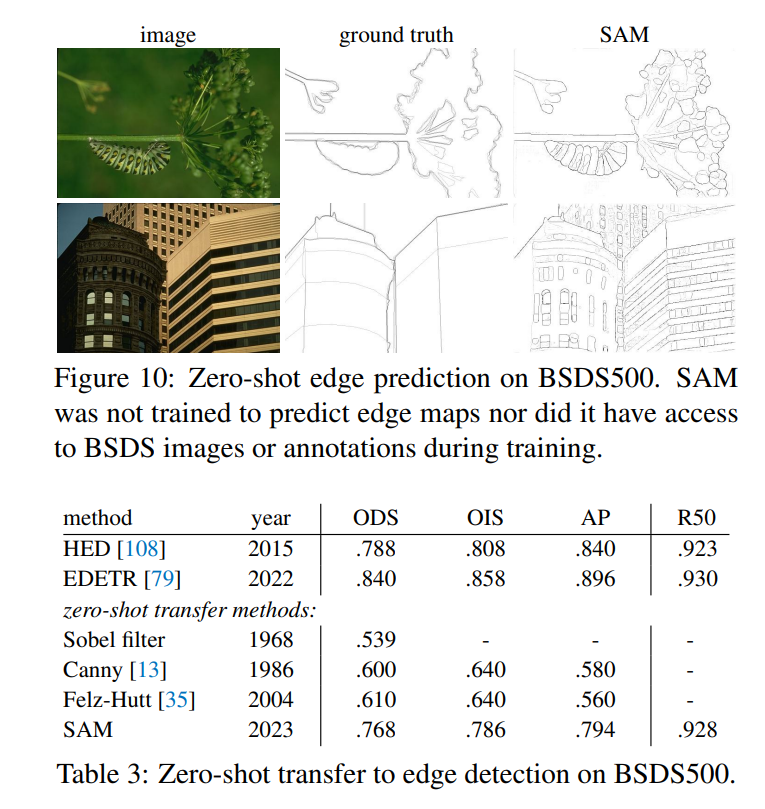 image ground truth SAM
Figure 10: Zero-shot edge prediction on BSDS500. SAM
was not trained to predict edge maps nor did it have access
to BSDS images or annotations during training.
method year ODS OIS AP R50
HED [108] 2015 .788 .808 .840 .923
EDETR [79] 2022 .840 .858 .896 .930
zero-shot transfer methods:
Sobel filter 1968 .539 - - -
Canny [13] 1986 .600 .640 .580 -
Felz-Hutt [35] 2004 .610 .640 .560 -
SAM 2023 .768 .786 .794 .928
Table 3: Zero-shot transfer to edge detection on BSDS500.